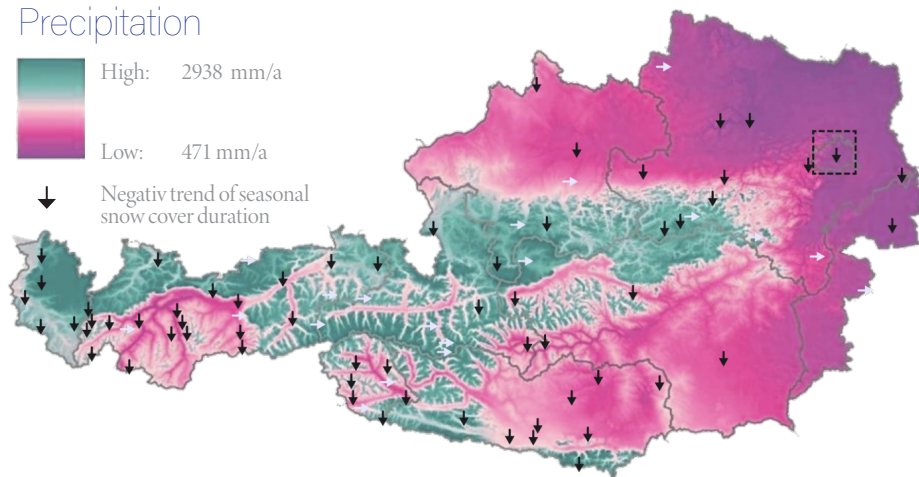 Precipitation
High: 2938 mm/a
Low: 471 mm/a
Negativ trend of seasonal
snow cover duration